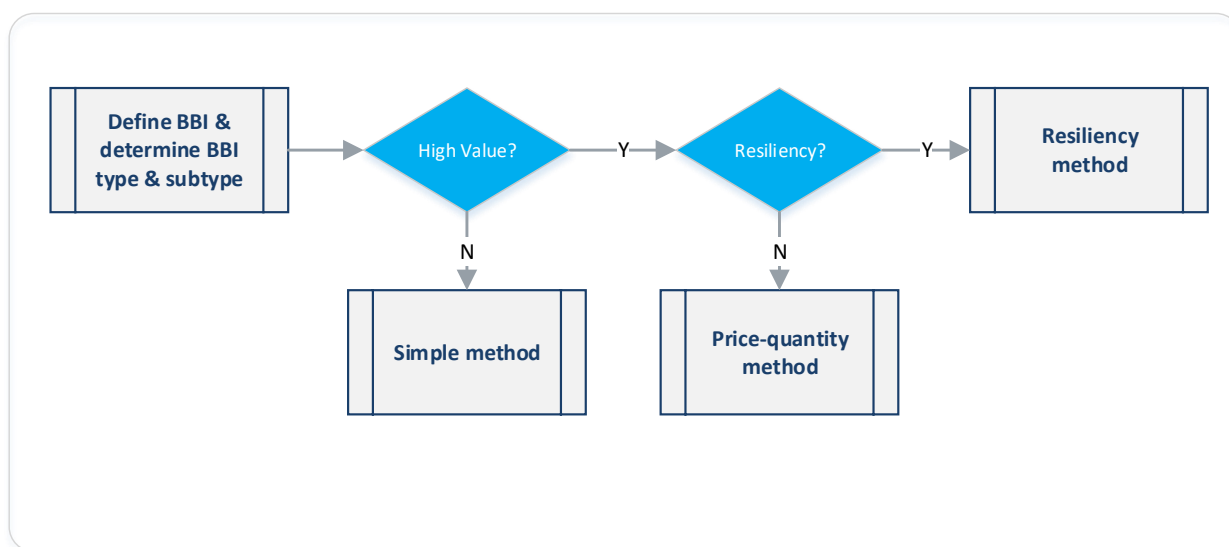 Define BBI &
determine BBI
type & subtype
High Value?
Y
Resiliency?
Y
Resiliency
method
N
N
Simple method
Price-quantity
method